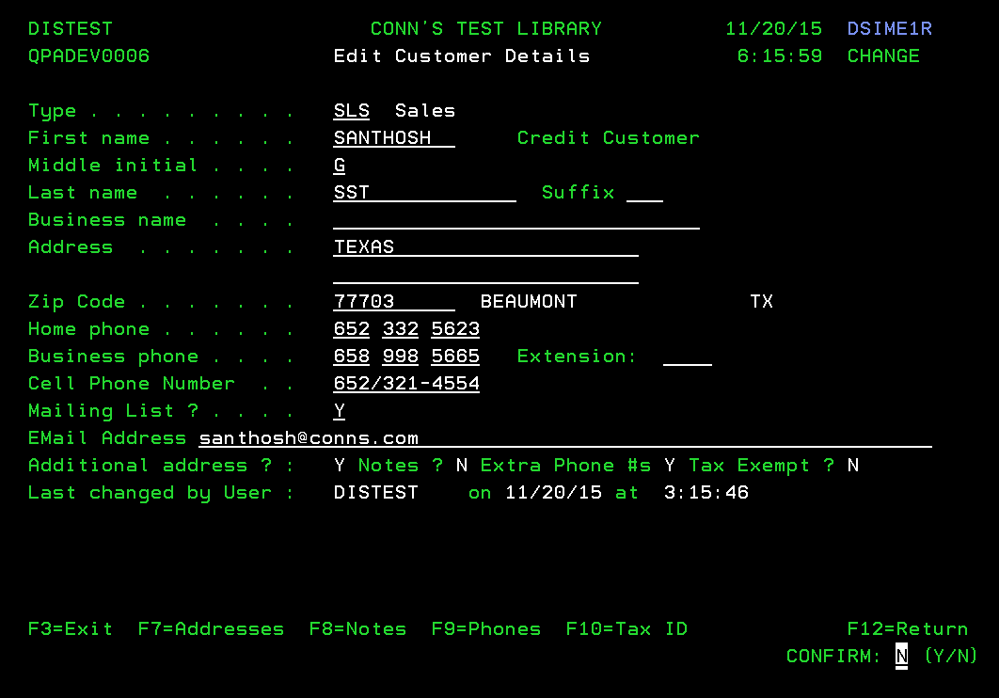 DISTEST CONN'S TEST LIBRARY 11/20/15 DSIME1R
QPADEV0006 Edit Customer Details 6:15:59 CHANGE
Type . . . . . . . . . SLS Sales
First name . . . . . . SANTHOSH Credit Customer
Middle initial . . . . G
Last name . . . . . . SST Suffix ___
Business name . . . .
Address . . . . . . . TEXAS
Zip Code . . . . . . . 77703 BEAUMONT TX
Home phone . . . . . . 652 332 5623
Business phone . . . . 658 998 5665 Extension: ____
Cell Phone Number . . 652/321-4554
Mailing List ? . . . . Y
EMail Address santhosh@conns.com
Additional address ? : Y Notes ? N Extra Phone #s Y Tax Exempt ? N
Last changed by User : DISTEST on 11/20/15 at 3:15:46
F3=Exit F7=Addresses F8=Notes F9=Phones F10=Tax ID F12=Return
CONFIRM: N (Y/N)